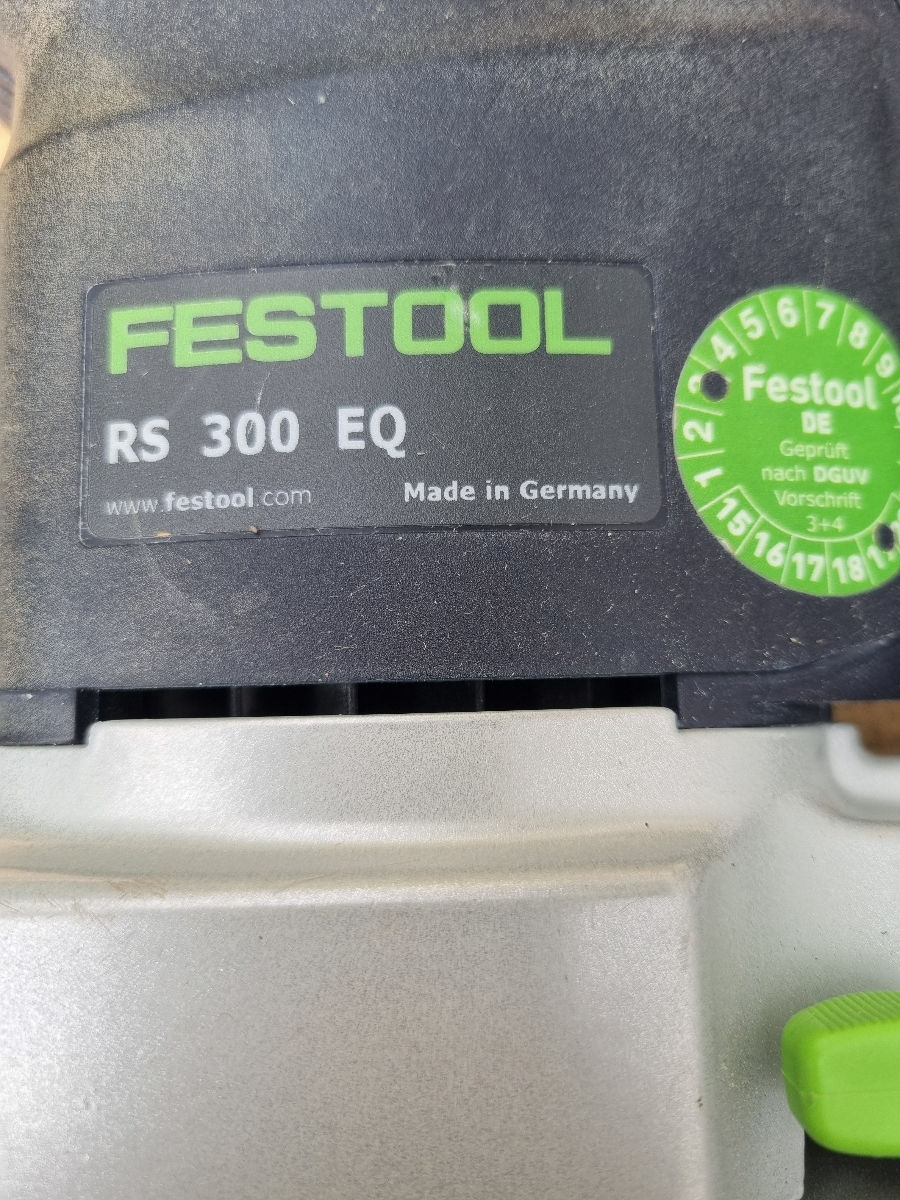 FESTOOL
RS 300 EQ
www.festool.com
Made in Germany
1 2 3 4 5 6 7 8 9
Festool
DE
Geprüft
nach DGUV
Vorschrift
3+4
15 16 17 18